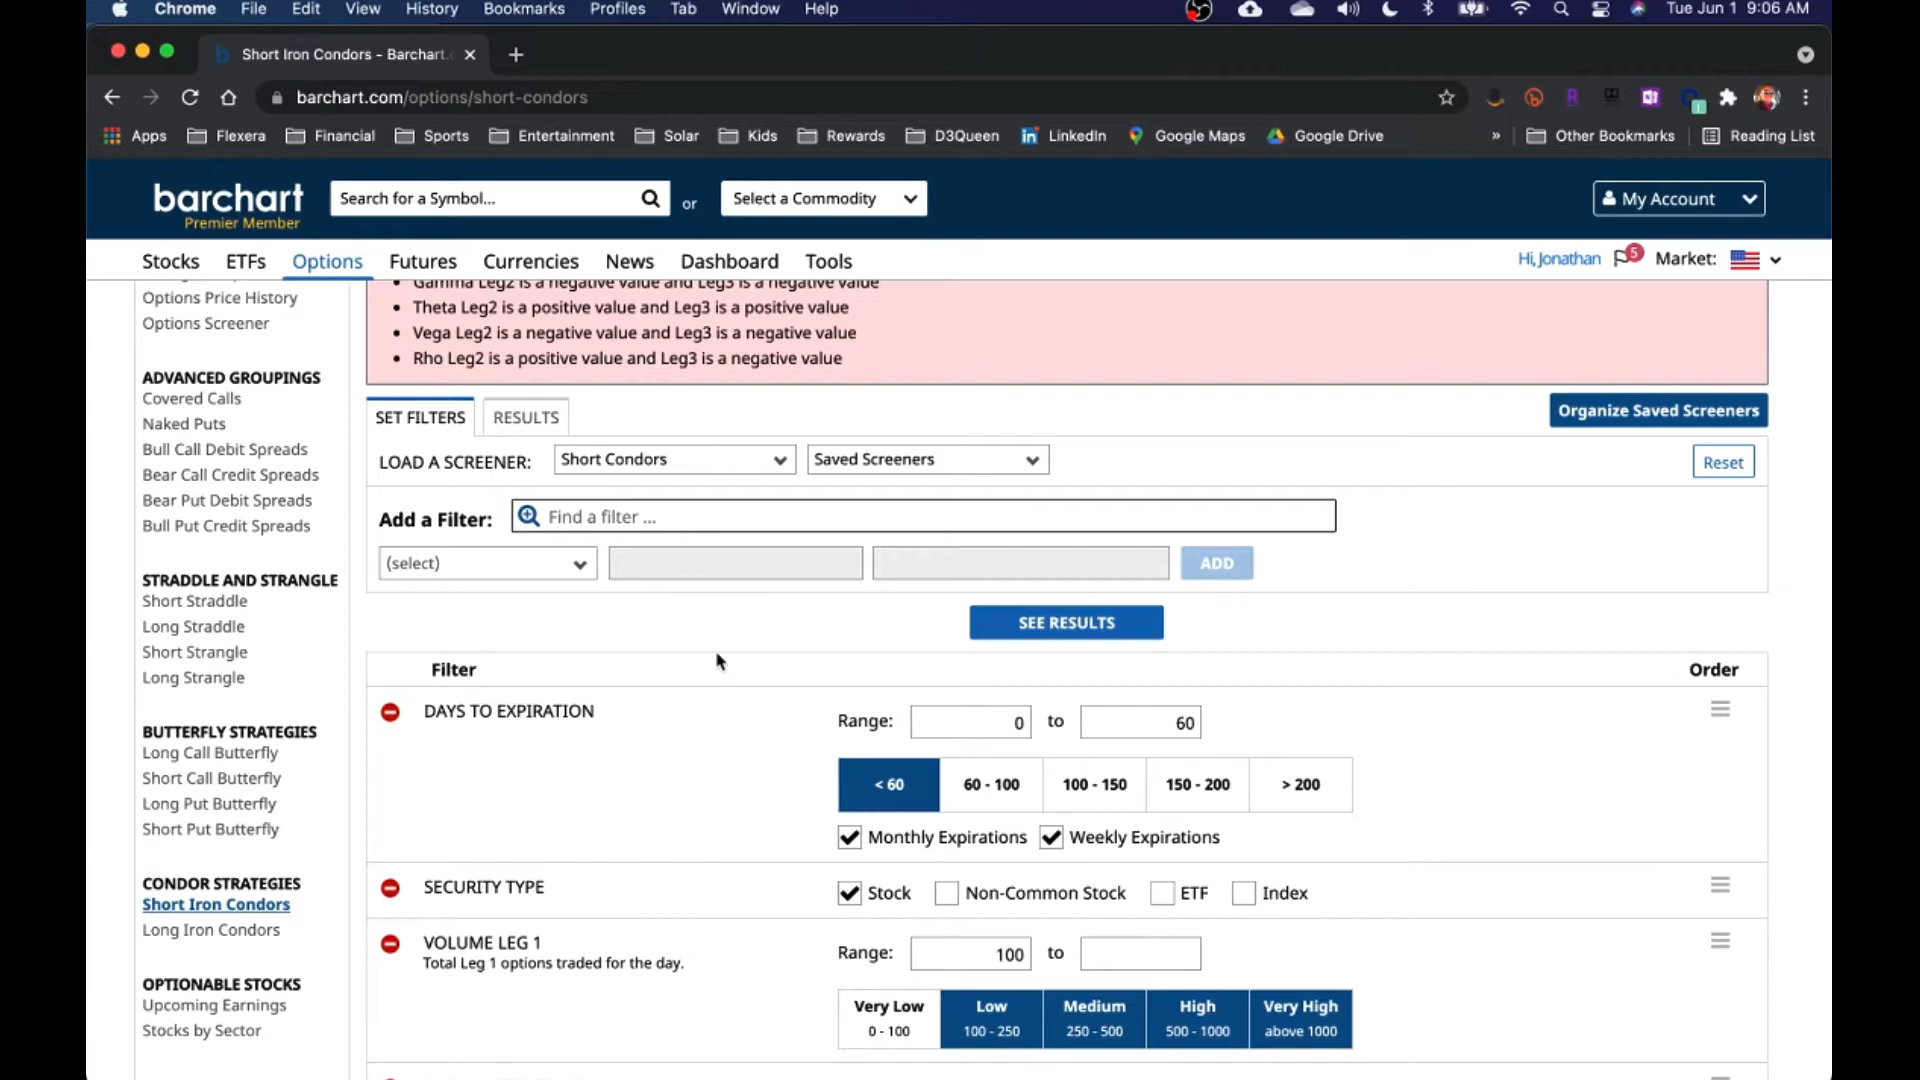 Chrome File Edit View History Bookmarks Profiles Tab Window Help Tue Jun 1 9:06 AM
Short Iron Condors - Barchart.
barchart.com/options/short-condors
Apps Flexera Financial Sports Entertainment Solar Kids Rewards D3Queen LinkedIn Google Maps Google Drive » Other Bookmarks Reading List
barchart
Premier Member
Search for a Symbol... or Select a Commodity My Account
Stocks ETFs Options Futures Currencies News Dashboard Tools Hi, Jonathan 5 Market:
Options Price History
Options Screener
ADVANCED GROUPINGS
Covered Calls
Naked Puts
Bull Call Debit Spreads
Bear Call Credit Spreads
Bear Put Debit Spreads
Bull Put Credit Spreads
STRADDLE AND STRANGLE
Short Straddle
Long Straddle
Short Strangle
Long Strangle
BUTTERFLY STRATEGIES
Long Call Butterfly
Short Call Butterfly
Long Put Butterfly
Short Put Butterfly
CONDOR STRATEGIES
Short Iron Condors
Long Iron Condors
OPTIONABLE STOCKS
Upcoming Earnings
Stocks by Sector
• Gamma Leg2 is a negative value and Leg3 is a negative value
• Theta Leg2 is a positive value and Leg3 is a positive value
• Vega Leg2 is a negative value and Leg3 is a negative value
• Rho Leg2 is a positive value and Leg3 is a negative value
SET FILTERS RESULTS Organize Saved Screeners
LOAD A SCREENER: Short Condors Saved Screeners Reset
Add a Filter: Find a filter ...
(select) ADD
SEE RESULTS
Filter Order
DAYS TO EXPIRATION Range: 0 to 60
< 60 60 - 100 100 - 150 150 - 200 > 200
Monthly Expirations Weekly Expirations
SECURITY TYPE Stock Non-Common Stock ETF Index
VOLUME LEG 1 Range: 100 to
Total Leg 1 options traded for the day.
Very Low Low Medium High Very High
0 - 100 100 - 250 250 - 500 500 - 1000 above 1000